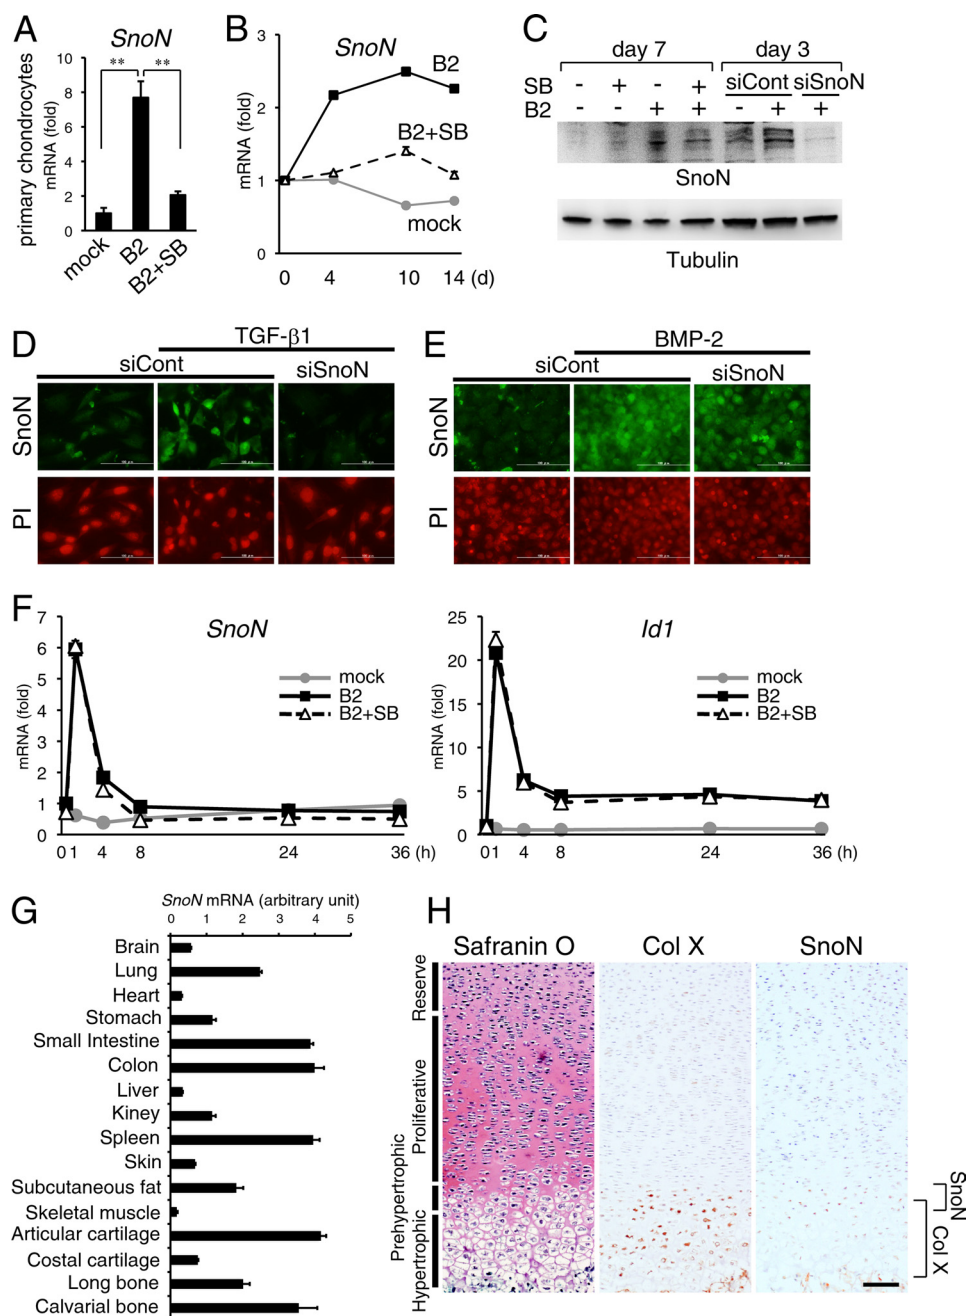 A
SnoN
primary chondrocytes
mRNA (fold)
10
8
6
4
2
0
**
**
mock
B2
B2+SB
B
SnoN
mRNA (fold)
3
2
1
0
B2
B2+SB
mock
0 4 10 14 (d)
C
day 7 day 3
siCont siSnoN
SB - + - +
B2 - - + + - + +
SnoN
Tubulin
D
TGF-β1
siCont siSnoN
SnoN
PI
E
BMP-2
siCont siSnoN
SnoN
PI
F
SnoN
mRNA (fold)
7
6
5
4
3
2
1
0
mock
B2
B2+SB
0 1 4 8 24 36 (h)
Id1
mRNA (fold)
25
20
15
10
5
0
mock
B2
B2+SB
0 1 4 8 24 36 (h)
G
SnoN mRNA (arbitrary unit)
0 1 2 3 4 5
Brain
Lung
Heart
Stomach
Small Intestine
Colon
Liver
Kiney
Spleen
Skin
Subcutaneous fat
Skeletal muscle
Articular cartilage
Costal cartilage
Long bone
Calvarial bone
H
Safranin O Col X SnoN
Reserve
Proliferative
Prehypertrophic
Hypertrophic
SnoN
Col X